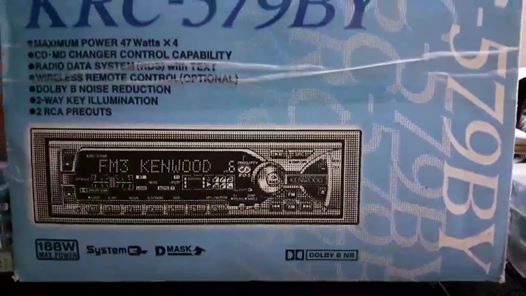 KRC-579BY
●MAXIMUM POWER 47 Watts × 4
●CD•MD CHANGER CONTROL CAPABILITY
●RADIO DATA SYSTEM (RDS) with TEXT
●WIRELESS REMOTE CONTROL (OPTIONAL)
●DOLBY B NOISE REDUCTION
●2-WAY KEY ILLUMINATION
●2 RCA PREOUTS
FM3 KENWOOD 6
KENWOOD
188W
MAX.POWER
System Q
D MASK
DOLBY B NR
-579BY